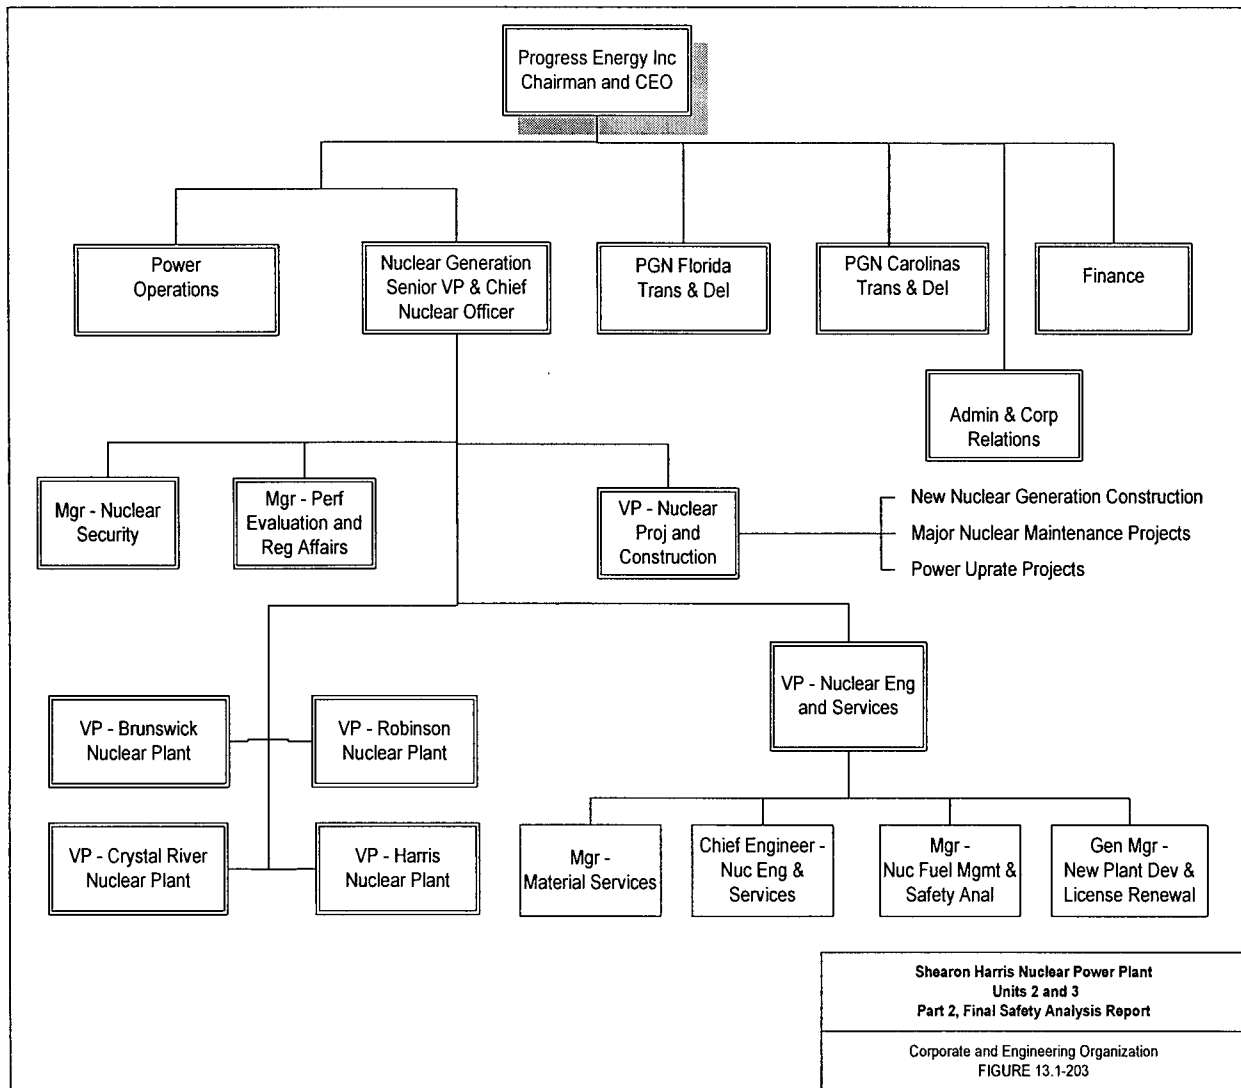 Progress Energy Inc
Chairman and CEO
Power
Operations
Nuclear Generation
Senior VP & Chief
Nuclear Officer
PGN Florida
Trans & Del
PGN Carolinas
Trans & Del
Finance
Admin & Corp
Relations
Mgr - Nuclear
Security
Mgr - Perf
Evaluation and
Reg Affairs
VP - Nuclear
Proj and
Construction
New Nuclear Generation Construction
Major Nuclear Maintenance Projects
Power Uprate Projects
VP - Nuclear Eng
and Services
VP - Brunswick
Nuclear Plant
VP - Robinson
Nuclear Plant
VP - Crystal River
Nuclear Plant
VP - Harris
Nuclear Plant
Mgr -
Material Services
Chief Engineer -
Nuc Eng &
Services
Mgr -
Nuc Fuel Mgmt &
Safety Anal
Gen Mgr -
New Plant Dev &
License Renewal
Shearon Harris Nuclear Power Plant
Units 2 and 3
Part 2, Final Safety Analysis Report
Corporate and Engineering Organization
FIGURE 13.1-203